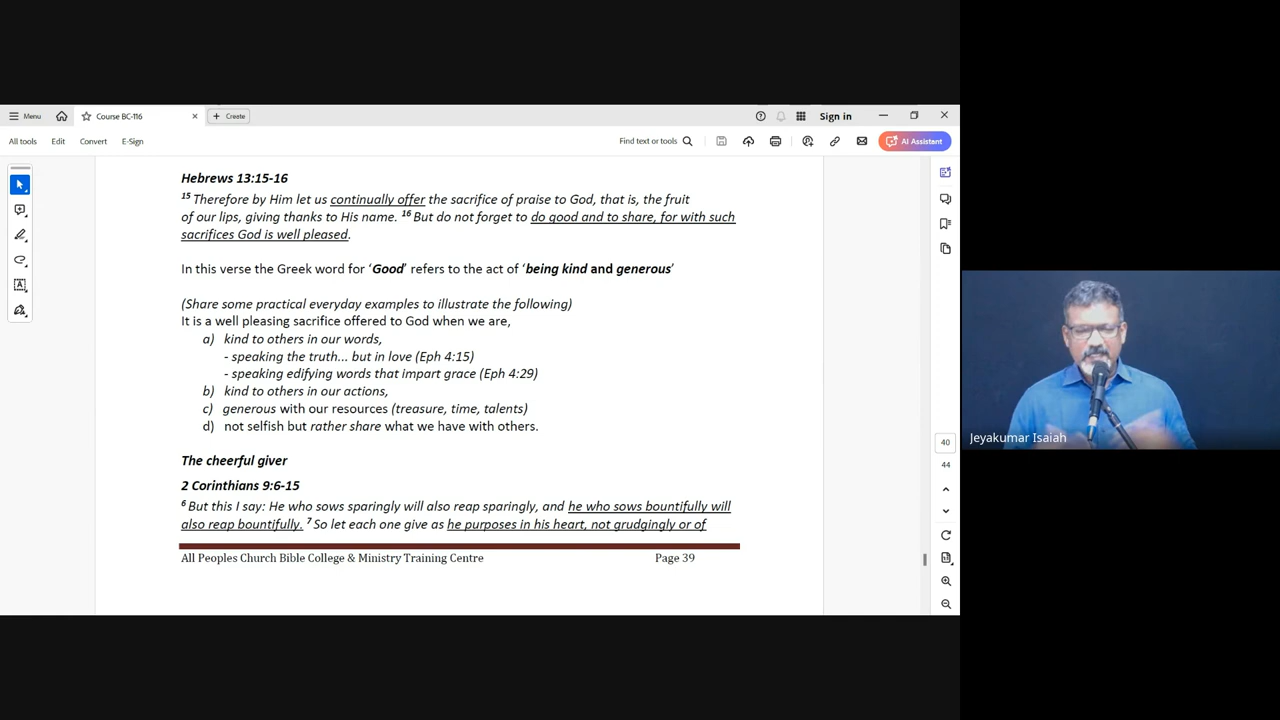 Menu
Course BC-116
Create
Sign in
All tools
Edit
Convert
E-Sign
Find text or tools
AI Assistant
Hebrews 13:15-16
15 Therefore by Him let us continually offer the sacrifice of praise to God, that is, the fruit
of our lips, giving thanks to His name. 16 But do not forget to do good and to share, for with such
sacrifices God is well pleased.
In this verse the Greek word for ‘Good’ refers to the act of ‘being kind and generous’
(Share some practical everyday examples to illustrate the following)
It is a well pleasing sacrifice offered to God when we are,
a) kind to others in our words,
- speaking the truth... but in love (Eph 4:15)
- speaking edifying words that impart grace (Eph 4:29)
b) kind to others in our actions,
c) generous with our resources (treasure, time, talents)
d) not selfish but rather share what we have with others.
The cheerful giver
2 Corinthians 9:6-15
6 But this I say: He who sows sparingly will also reap sparingly, and he who sows bountifully will
also reap bountifully. 7 So let each one give as he purposes in his heart, not grudgingly or of
All Peoples Church Bible College & Ministry Training Centre Page 39
40
44
Jeyakumar Isaiah